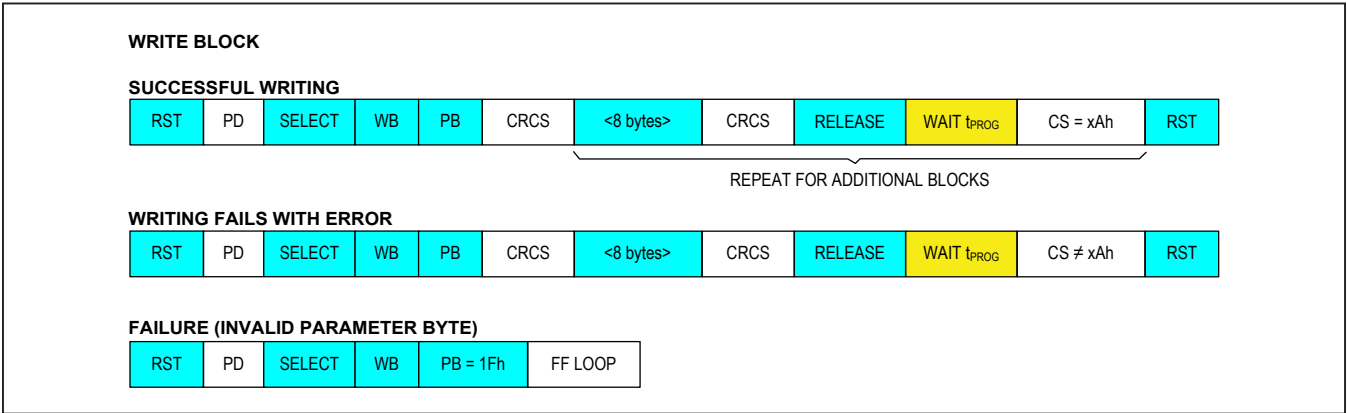 WRITE BLOCK
SUCCESSFUL WRITING
RST PD SELECT WB PB CRCS <8 bytes> CRCS RELEASE WAIT tPROG CS = xAh RST
REPEAT FOR ADDITIONAL BLOCKS
WRITING FAILS WITH ERROR
RST PD SELECT WB PB CRCS <8 bytes> CRCS RELEASE WAIT tPROG CS ≠ xAh RST
FAILURE (INVALID PARAMETER BYTE)
RST PD SELECT WB PB = 1Fh FF LOOP